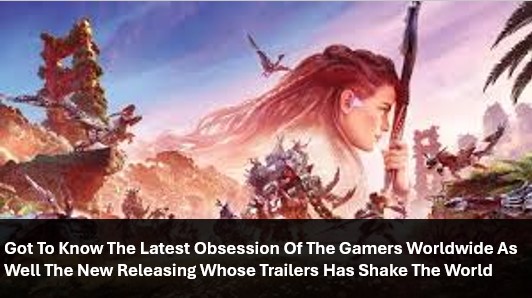 Got To Know The Latest Obsession Of The Gamers Worldwide As
Well The New Releasing Whose Trailers Has Shake The World